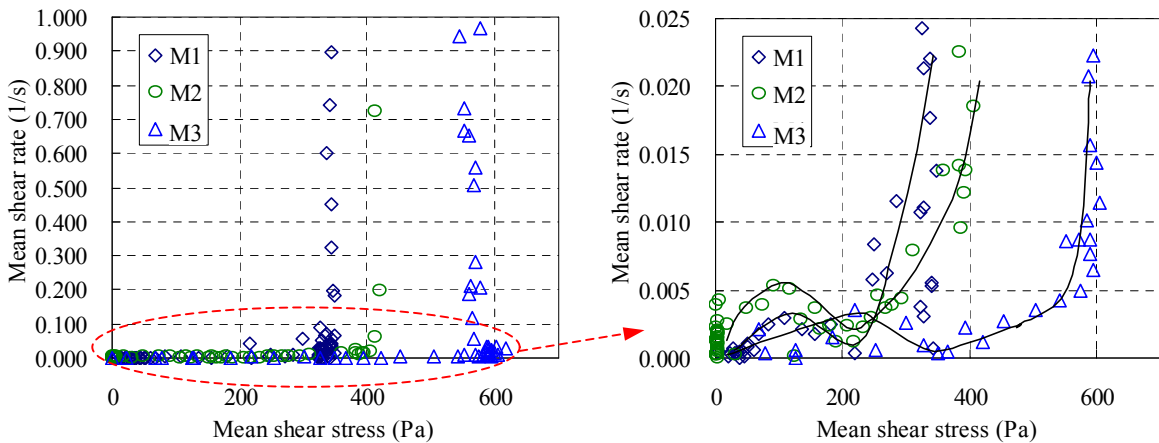 1.000
0.900
0.800
0.700
0.600
0.500
0.400
0.300
0.200
0.100
0.000
Mean shear rate (1/s)
M1
M2
M3
0 200 400 600
Mean shear stress (Pa)
0.025
0.020
0.015
0.010
0.005
0.000
Mean shear rate (1/s)
M1
M2
M3
0 200 400 600
Mean shear stress (Pa)